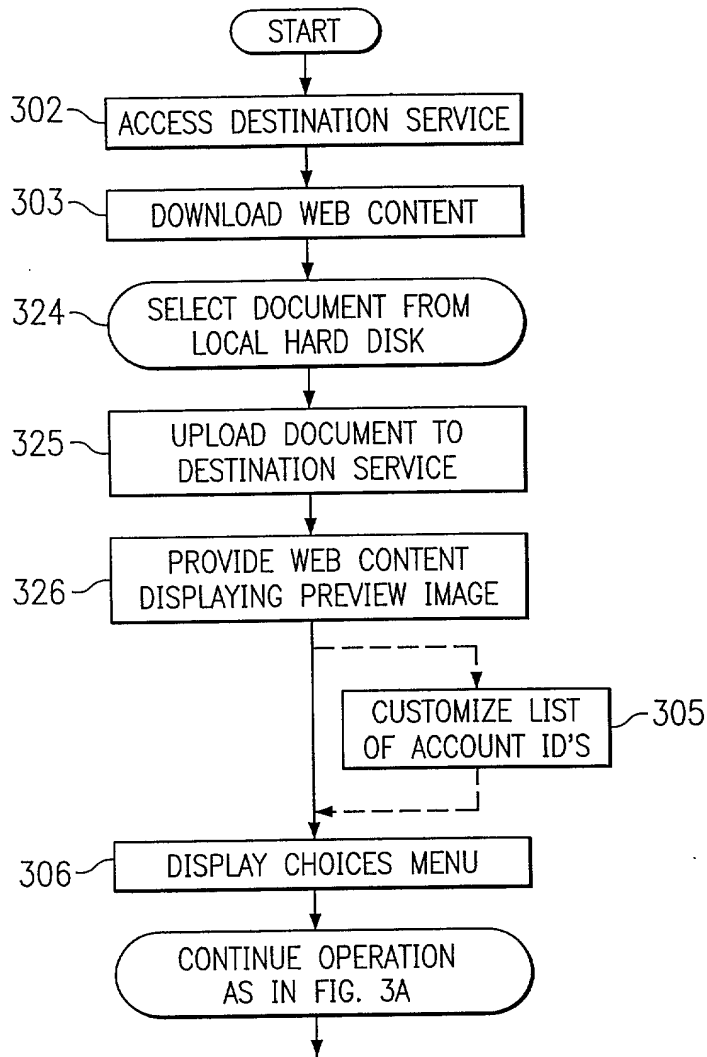 START
302
ACCESS DESTINATION SERVICE
303
DOWNLOAD WEB CONTENT
324
SELECT DOCUMENT FROM
LOCAL HARD DISK
325
UPLOAD DOCUMENT TO
DESTINATION SERVICE
326
PROVIDE WEB CONTENT
DISPLAYING PREVIEW IMAGE
CUSTOMIZE LIST
OF ACCOUNT ID'S
305
306
DISPLAY CHOICES MENU
CONTINUE OPERATION
AS IN FIG. 3A